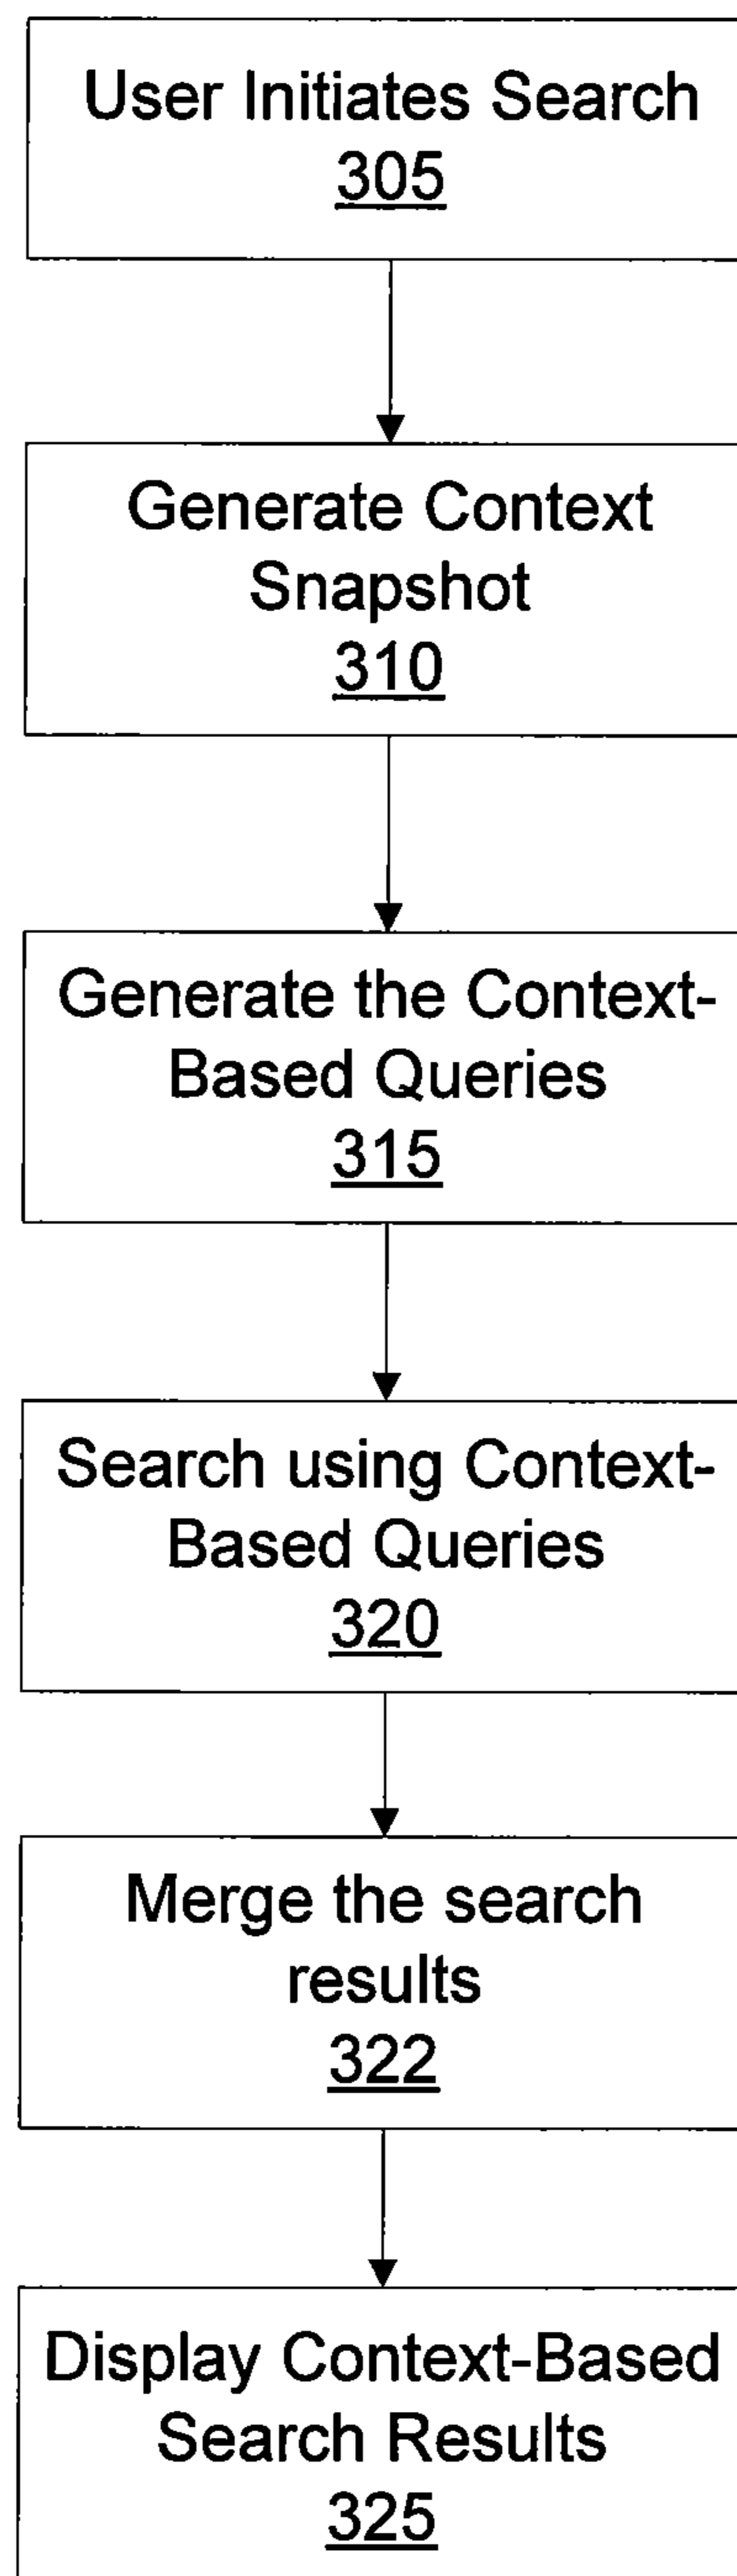 User Initiates Search
305
Generate Context
Snapshot
310
Generate the Context-
Based Queries
315
Search using Context-
Based Queries
320
Merge the search
results
322
Display Context-Based
Search Results
325